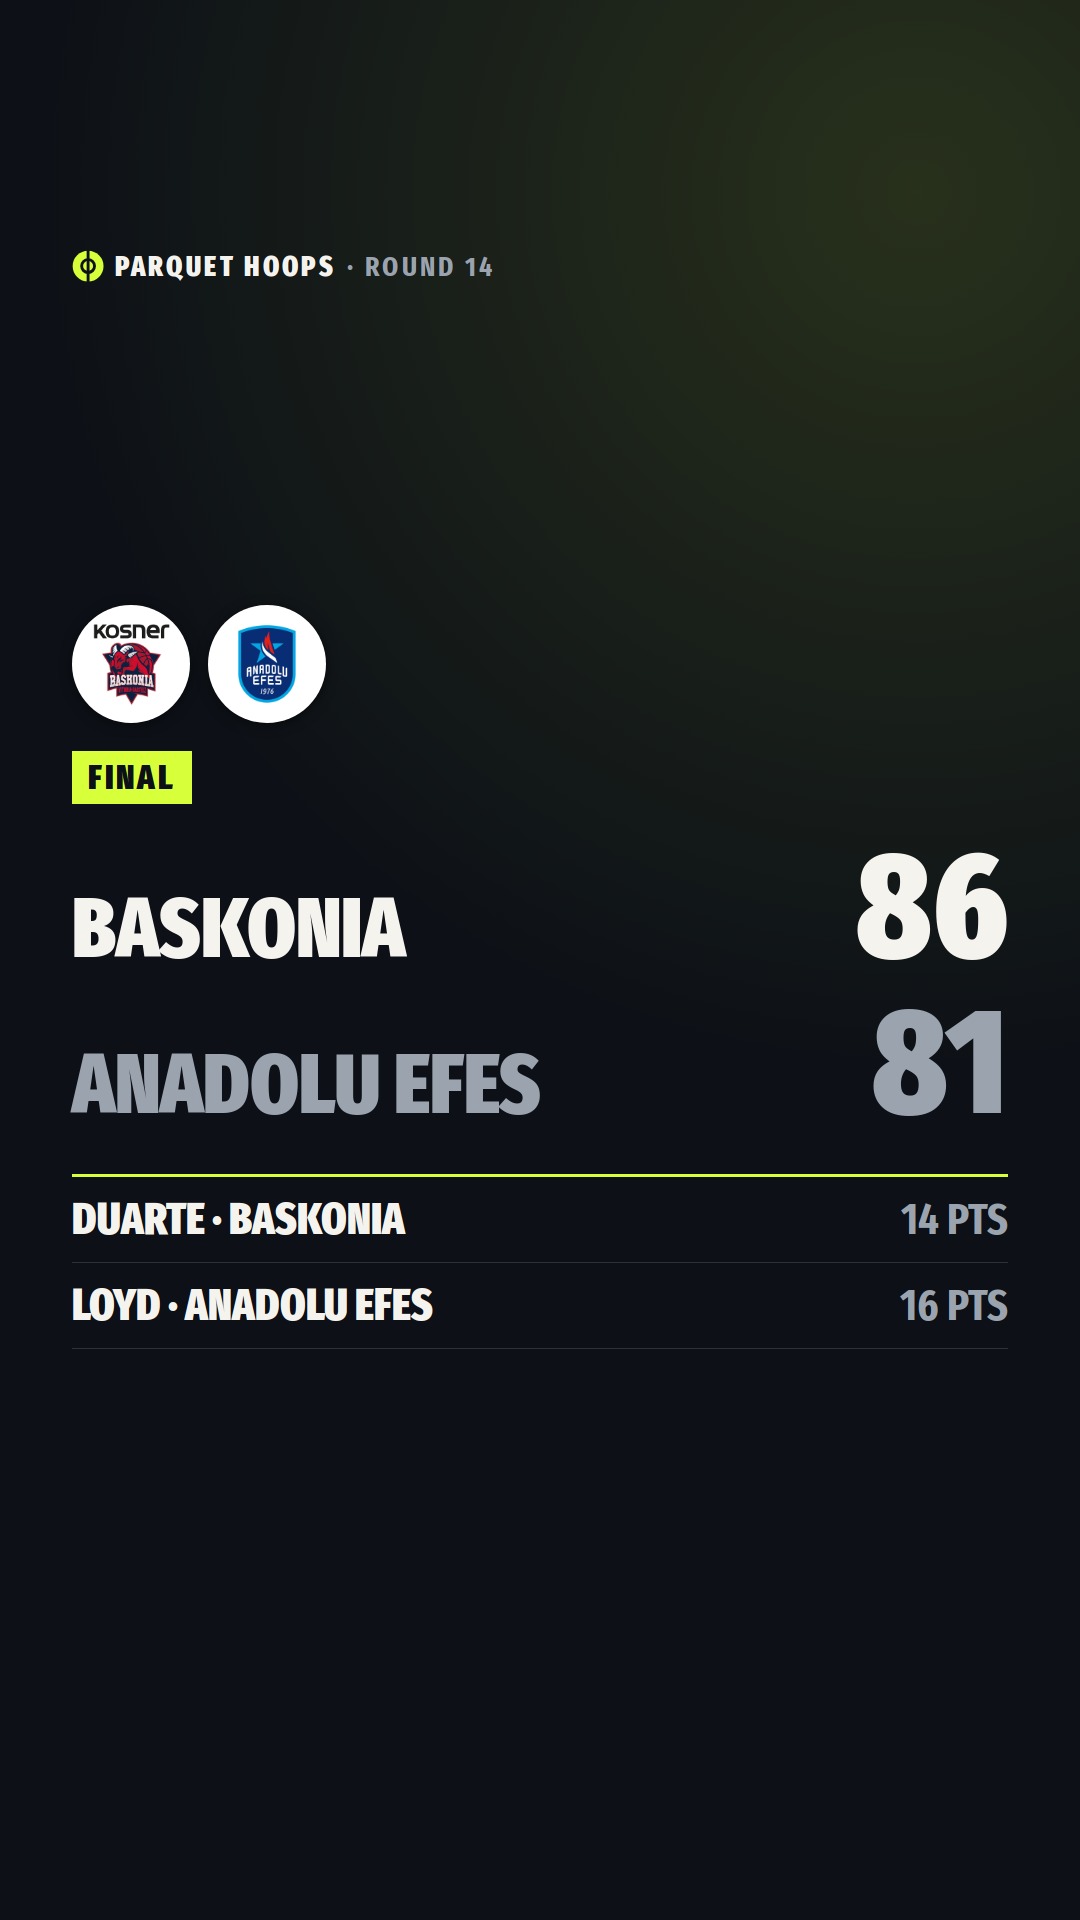 PARQUET HOOPS · ROUND 14
kosner
BASKONIA
ANADOLU
EFES
1976
FINAL
BASKONIA 86
ANADOLU EFES 81
DUARTE · BASKONIA 14 PTS
LOYD · ANADOLU EFES 16 PTS